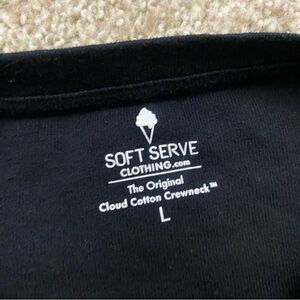 SOFT SERVE
CLOTHING.com
The Original
Cloud Cotton Crewneck™
L